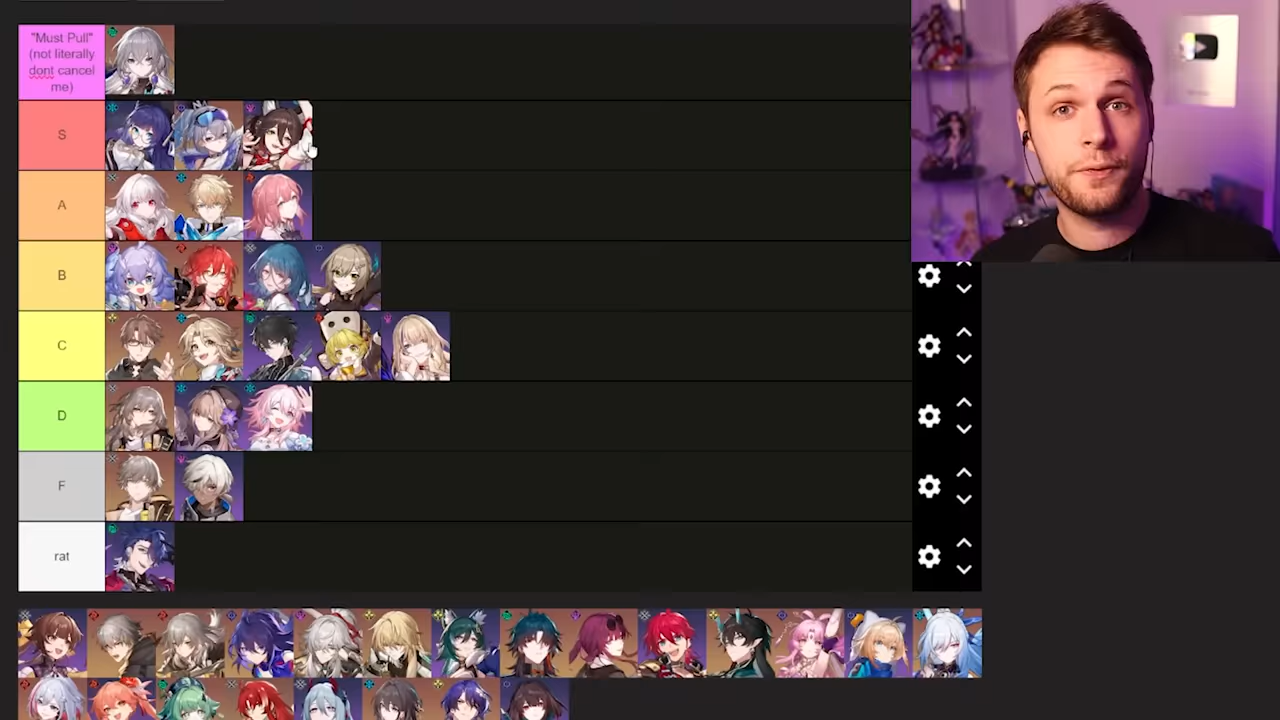 "Must Pull"
(not literally
dont cancel
me)
S
A
B
C
D
F
rat